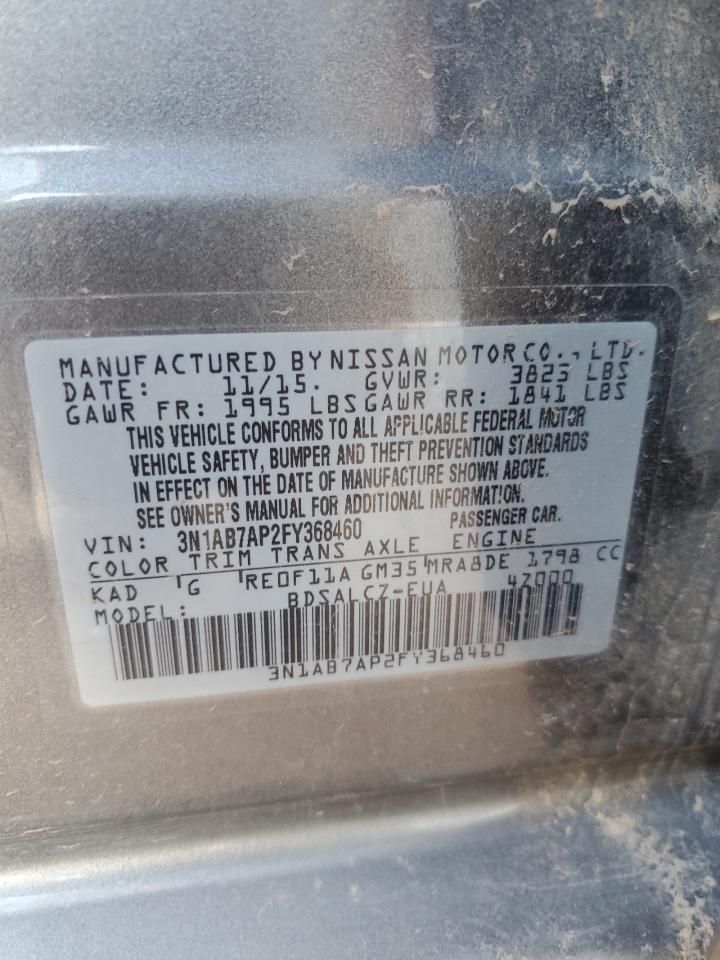 MANUFACTURED BY NISSAN MOTOR CO., LTD.
DATE: 11/15. GVWR: 3823 LBS
GAWR FR: 1995 LBS GAWR RR: 1841 LBS
THIS VEHICLE CONFORMS TO ALL APPLICABLE FEDERAL MOTOR
VEHICLE SAFETY, BUMPER AND THEFT PREVENTION STANDARDS
IN EFFECT ON THE DATE OF MANUFACTURE SHOWN ABOVE.
SEE OWNER'S MANUAL FOR ADDITIONAL INFORMATION.
VIN: 3N1AB7AP2FY368460 PASSENGER CAR.
COLOR TRIM TRANS AXLE ENGINE
KAD G RE0F11A GM35 MRA8DE 1798 CC
MODEL: BDSALCZ-EUA 4Z000
3N1AB7AP2FY368460